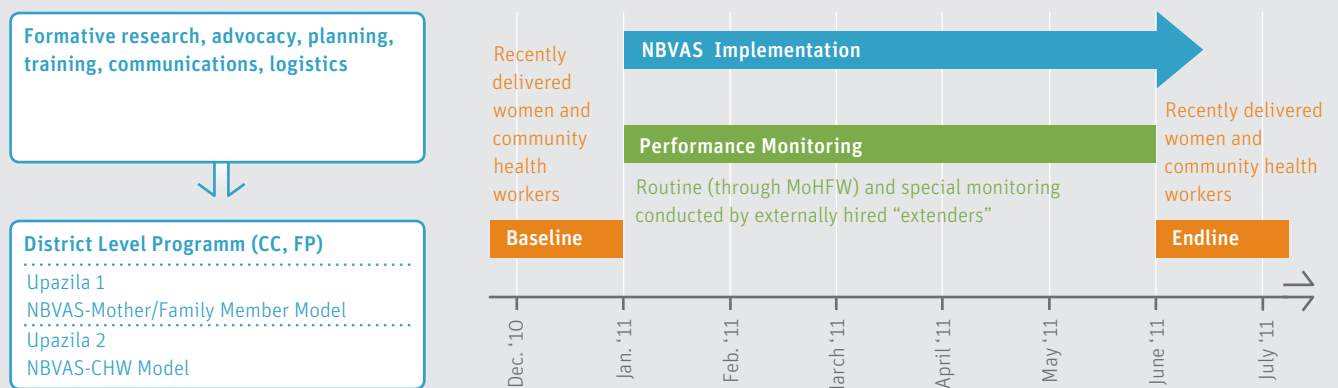 Formative research, advocacy, planning,
training, communications, logistics
District Level Programm (CC, FP)
Upazila 1
NBVAS-Mother/Family Member Model
Upazila 2
NBVAS-CHW Model
Recently
delivered
women and
community
health
workers
Baseline
NBVAS Implementation
Performance Monitoring
Routine (through MoHFW) and special monitoring
conducted by externally hired “extenders”
Recently delivered
women and
community health
workers
Endline
Dec. ‘10
Jan. ‘11
Feb. ‘11
March ‘11
April ‘11
May ‘11
June ‘11
July ‘11